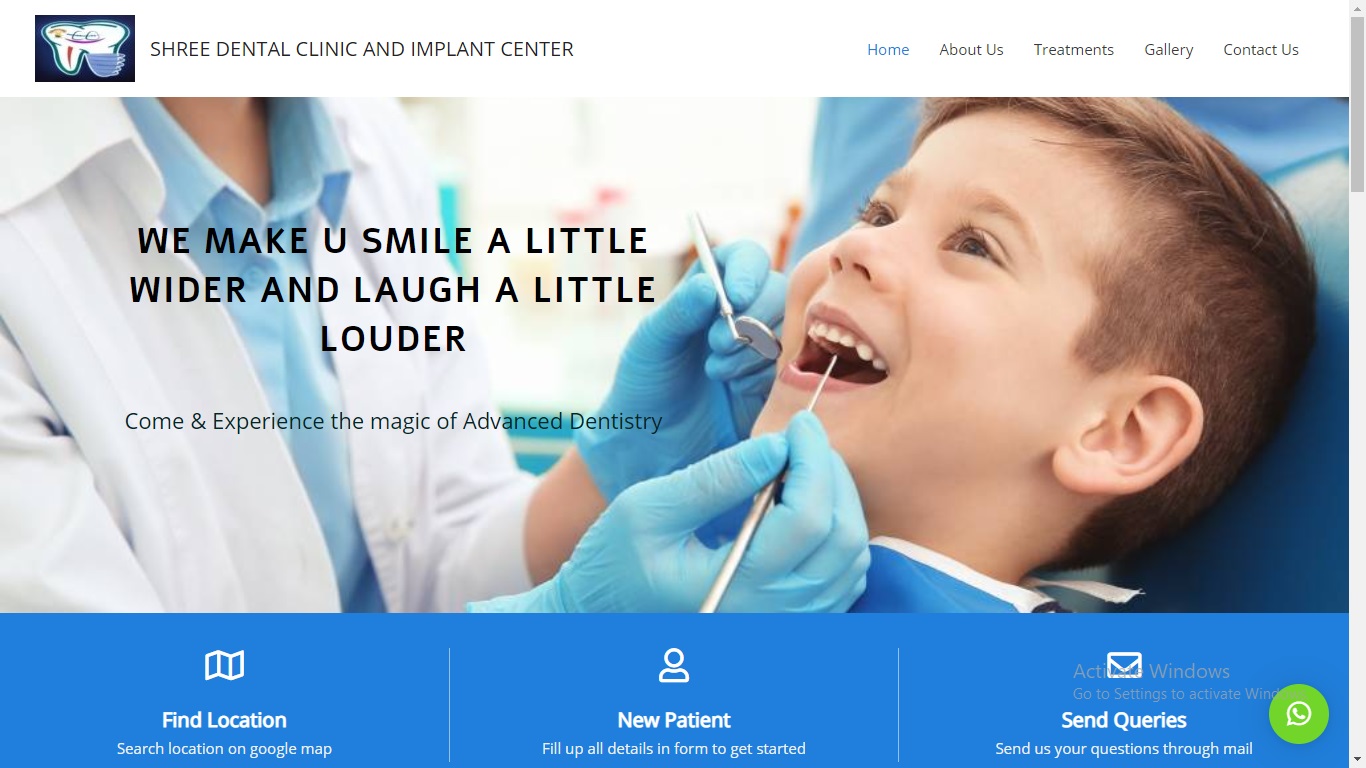 SHREE DENTAL CLINIC AND IMPLANT CENTER
Home About Us Treatments Gallery Contact Us
WE MAKE U SMILE A LITTLE
WIDER AND LAUGH A LITTLE
LOUDER
Come & Experience the magic of Advanced Dentistry
Find Location
Search location on google map
New Patient
Fill up all details in form to get started
Send Queries
Send us your questions through mail
Activate Windows
Go to Settings to activate